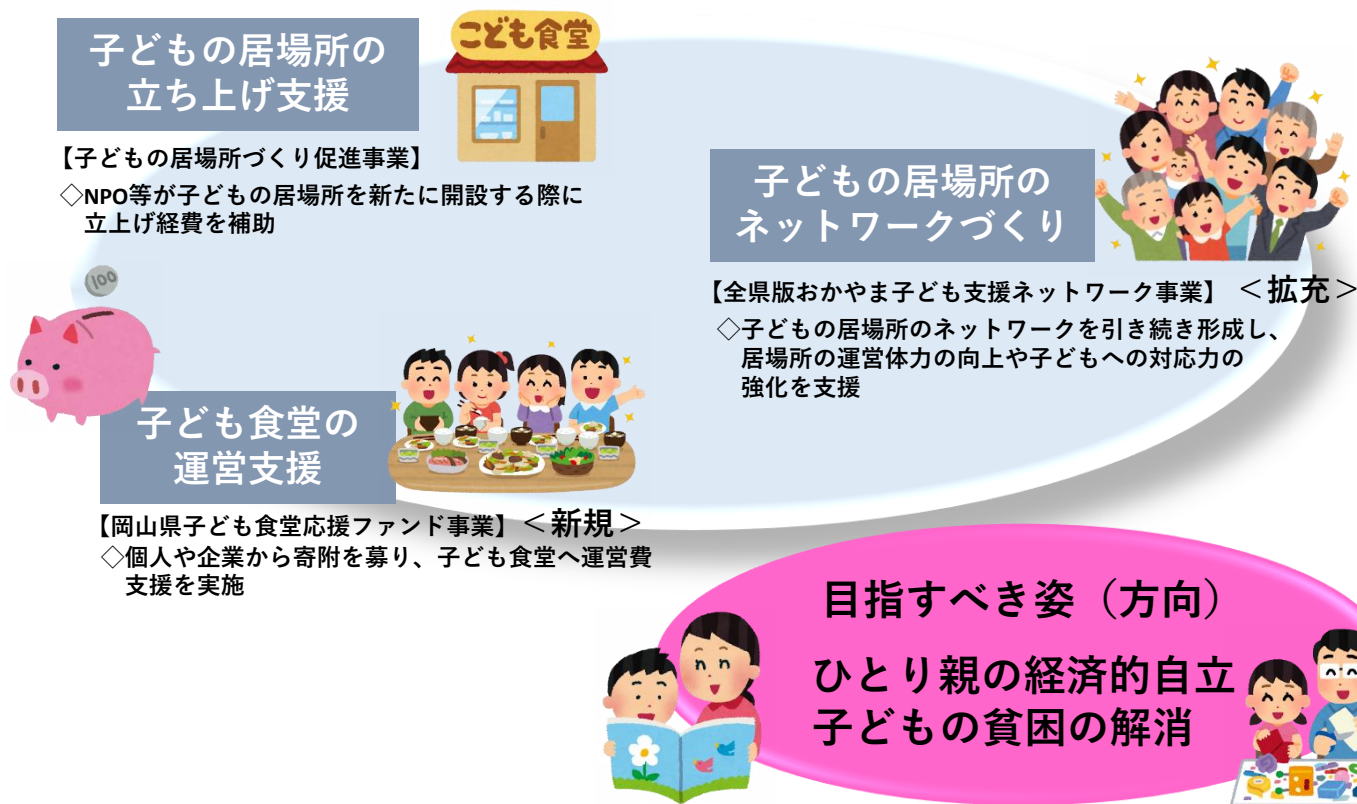 子どもの居場所の
立ち上げ支援
こども食堂
【子どもの居場所づくり促進事業】
◇NPO等が子どもの居場所を新たに開設する際に
立上げ経費を補助
子どもの居場所の
ネットワークづくり
【全県版おかやま子ども支援ネットワーク事業】 ＜拡充＞
◇子どもの居場所のネットワークを引き続き形成し、
居場所の運営体力の向上や子どもへの対応力の
強化を支援
100
子ども食堂の
運営支援
【岡山県子ども食堂応援ファンド事業】 ＜新規＞
◇個人や企業から寄附を募り、子ども食堂へ運営費
支援を実施
目指すべき姿（方向）
ひとり親の経済的自立
子どもの貧困の解消